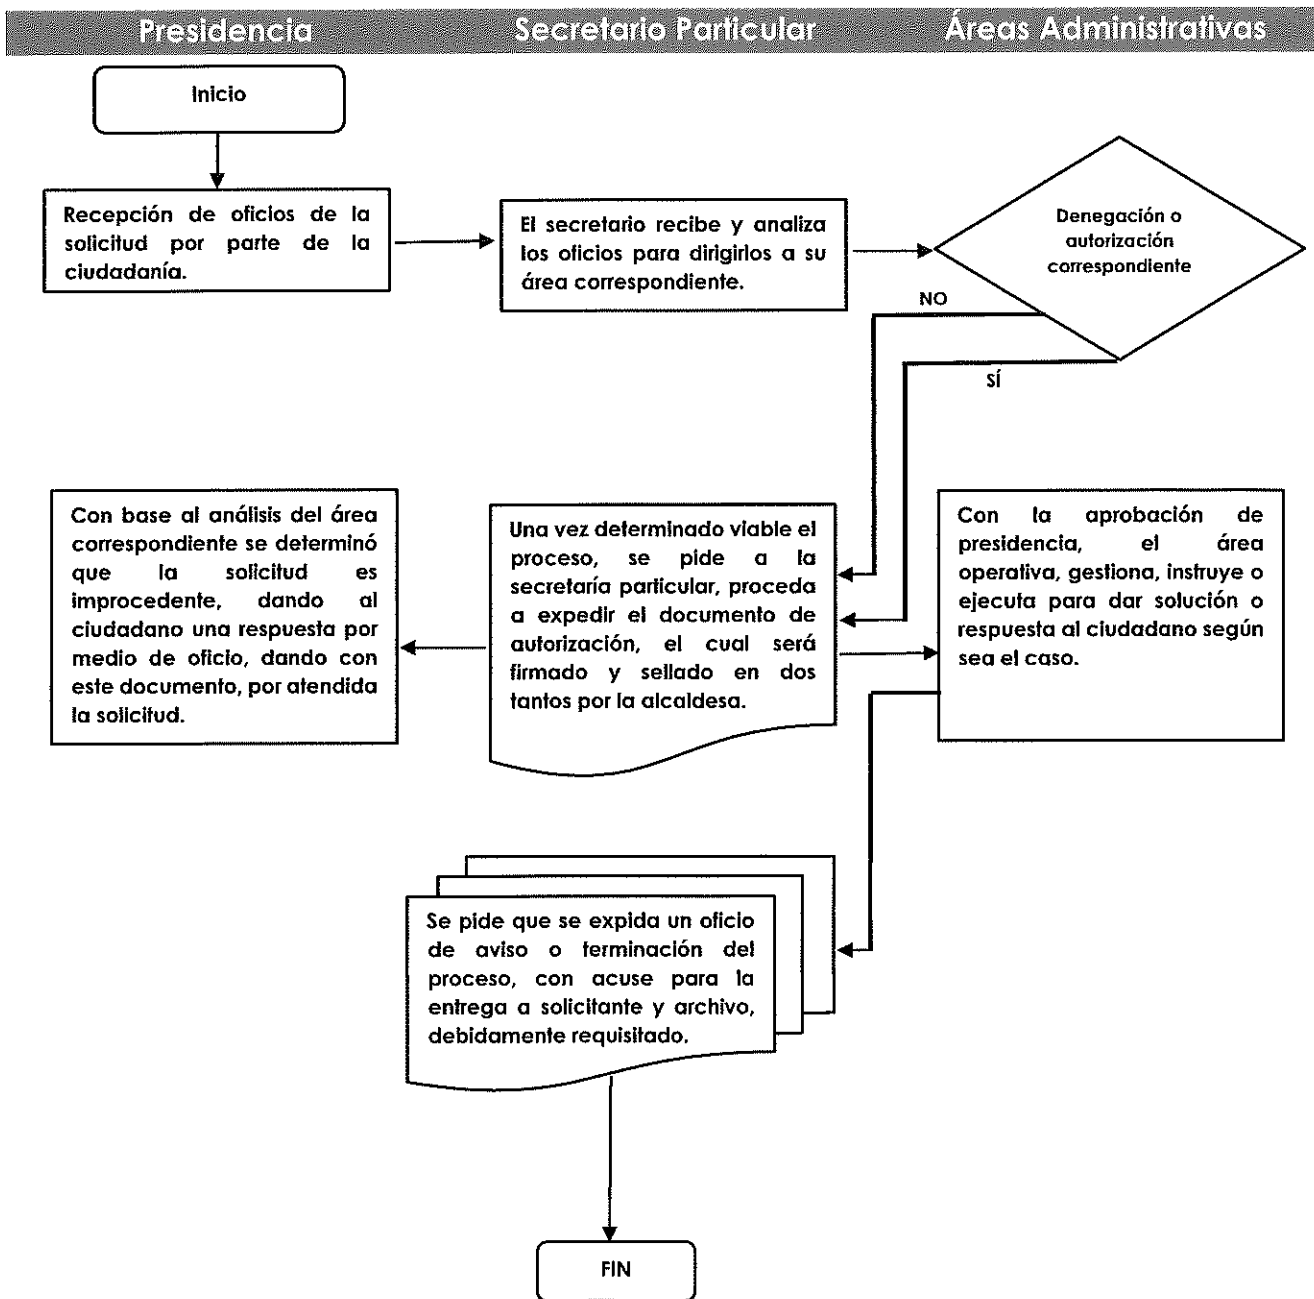 Presidencia
Secretario Particular
Áreas Administrativas
Inicio
Recepción de oficios de la
solicitud por parte de la
ciudadanía.
El secretario recibe y analiza
los oficios para dirigirlos a su
área correspondiente.
Denegación o
autorización
correspondiente
NO
SÍ
Con base al análisis del área
correspondiente se determinó
que la solicitud es
improcedente, dando al
ciudadano una respuesta por
medio de oficio, dando con
este documento, por atendida
la solicitud.
Una vez determinado viable el
proceso, se pide a la
secretaría particular, proceda
a expedir el documento de
autorización, el cual será
firmado y sellado en dos
tantos por la alcaldesa.
Con la aprobación de
presidencia, el área
operativa, gestiona, instruye o
ejecuta para dar solución o
respuesta al ciudadano según
sea el caso.
Se pide que se expida un oficio
de aviso o terminación del
proceso, con acuse para la
entrega a solicitante y archivo,
debidamente requisitado.
FIN